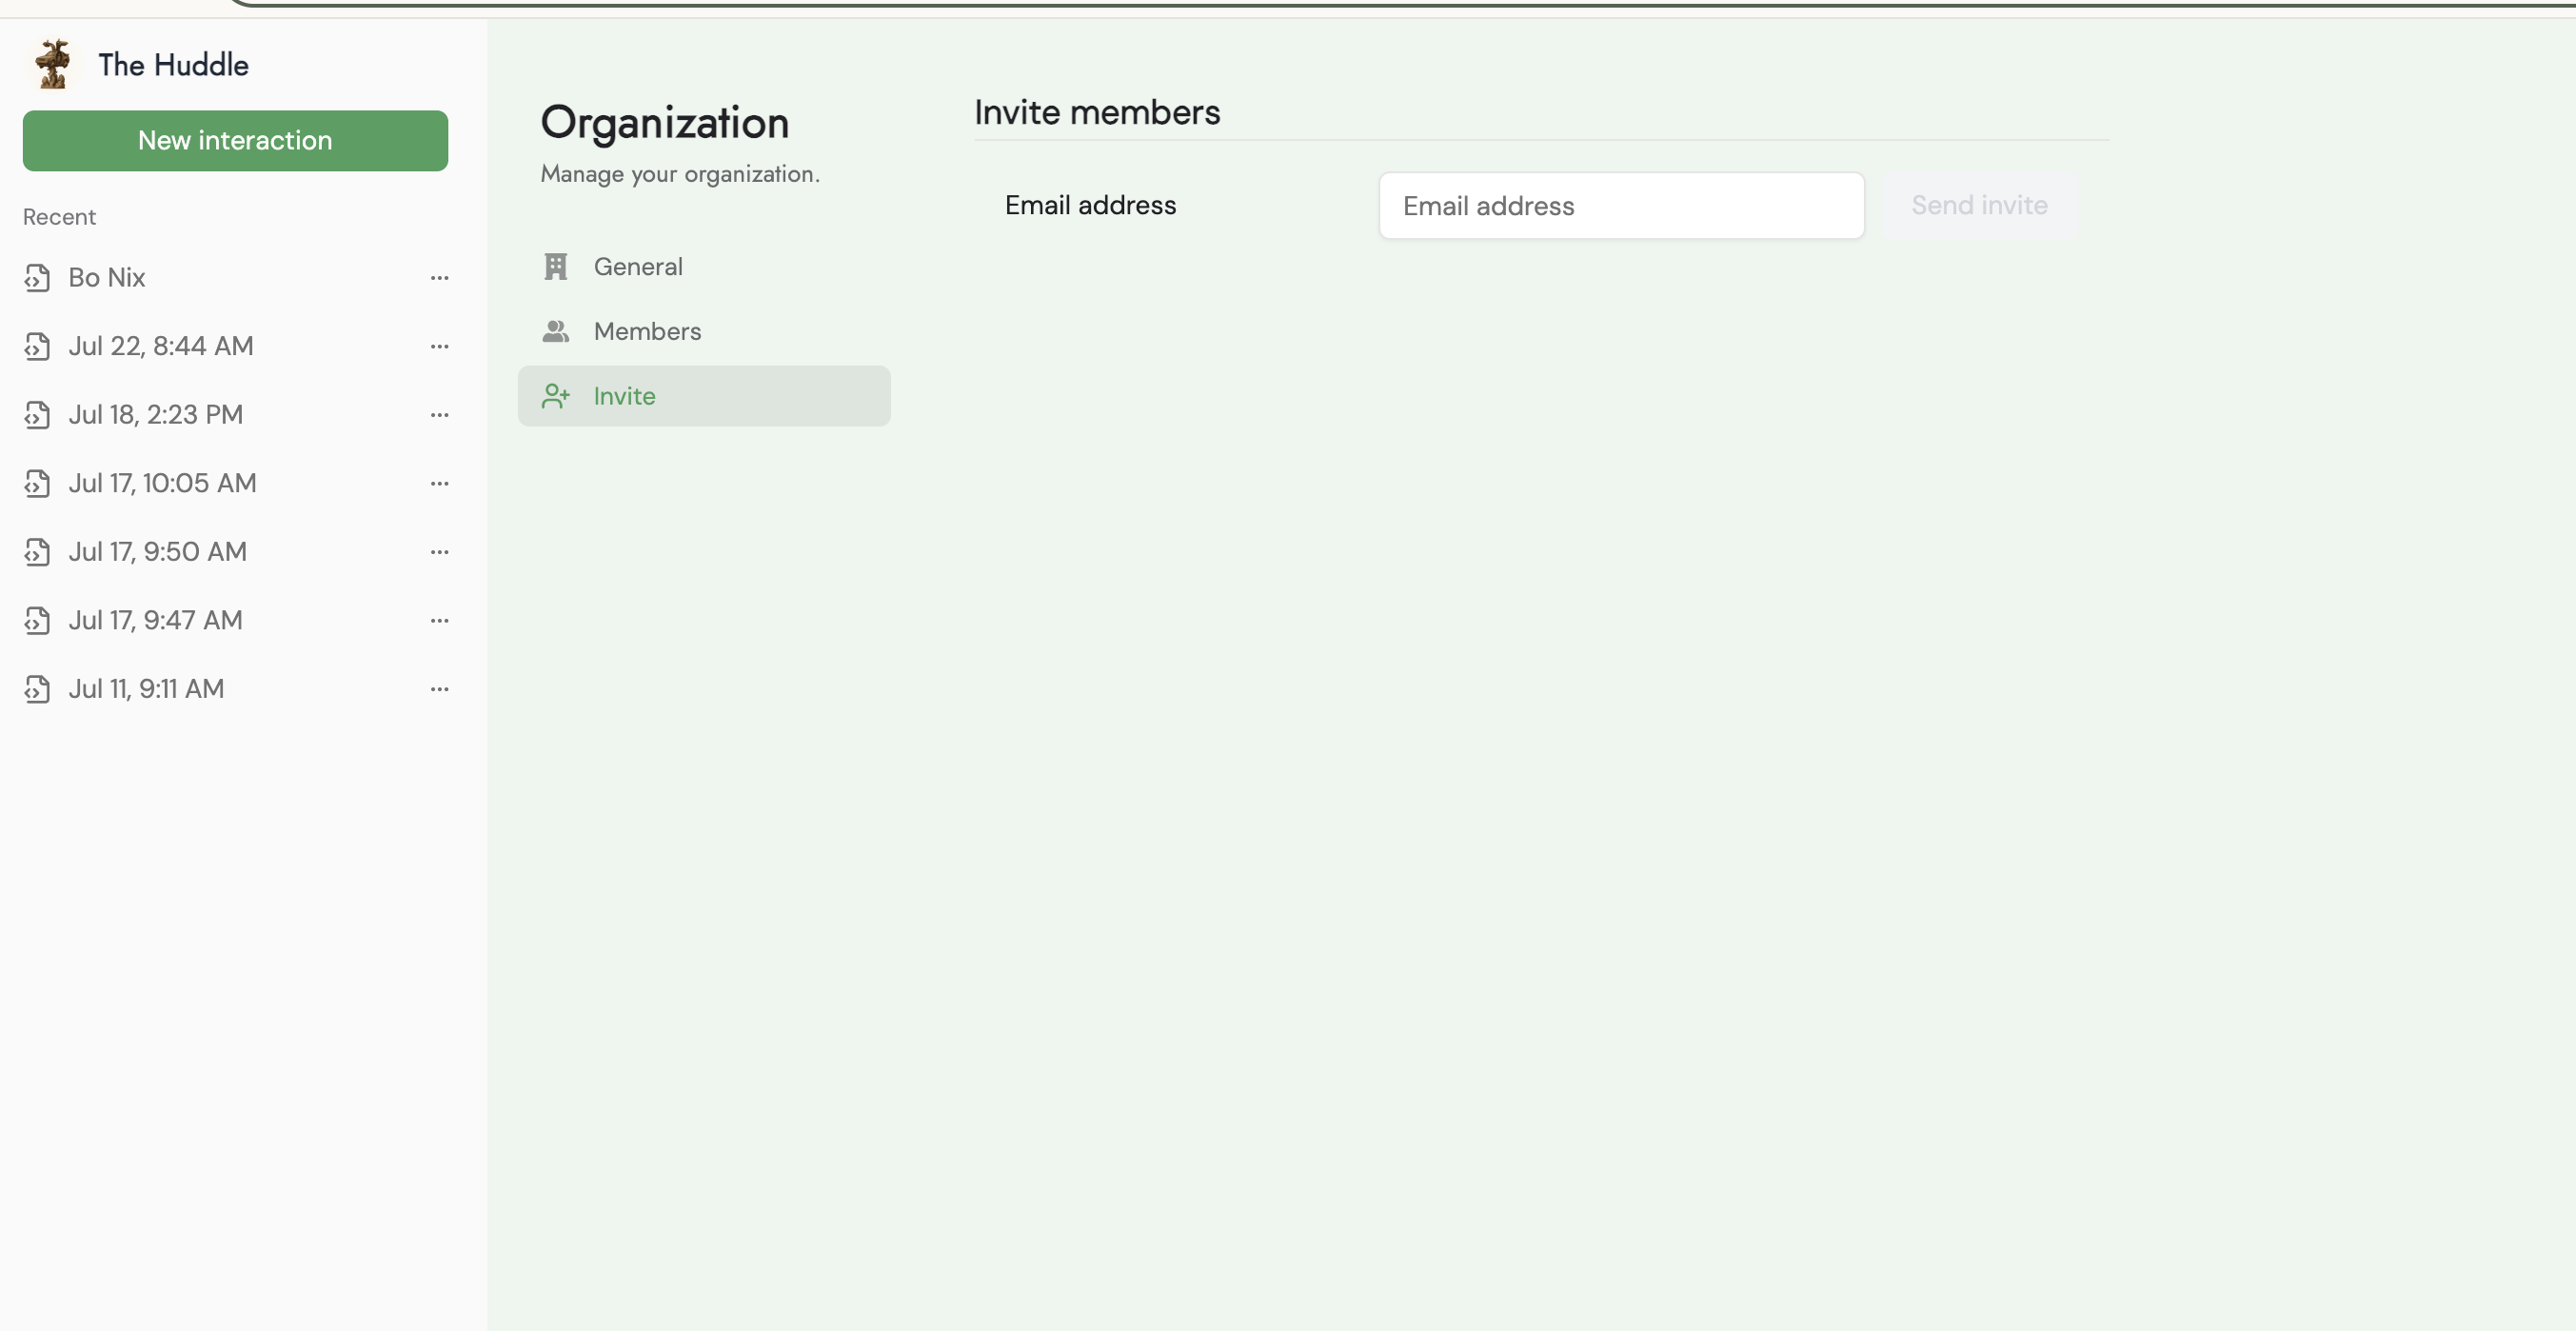 The Huddle
New interaction
Recent
Bo Nix
Jul 22, 8:44 AM
Jul 18, 2:23 PM
Jul 17, 10:05 AM
Jul 17, 9:50 AM
Jul 17, 9:47 AM
Jul 11, 9:11 AM
Organization
Manage your organization.
General
Members
Invite
Invite members
Email address
Email address
Send invite